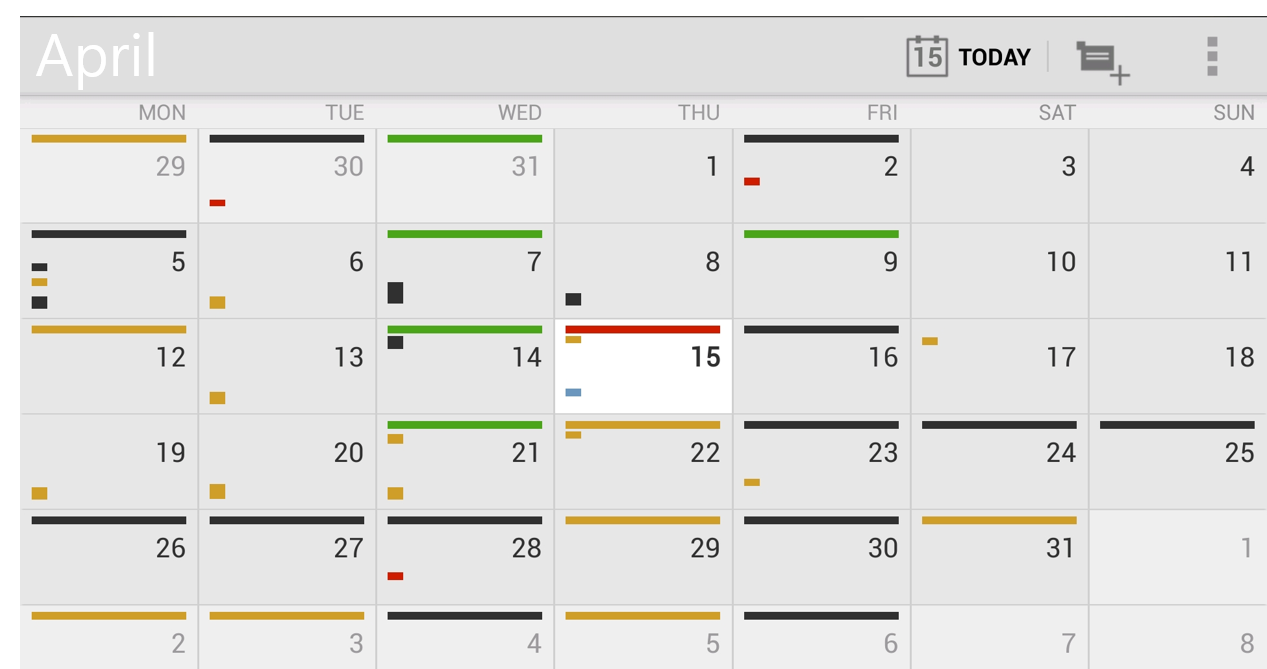 April 15 TODAY
MON TUE WED THU FRI SAT SUN
29 30 31 1 2 3 4
5 6 7 8 9 10 11
12 13 14 15 16 17 18
19 20 21 22 23 24 25
26 27 28 29 30 31 1
2 3 4 5 6 7 8